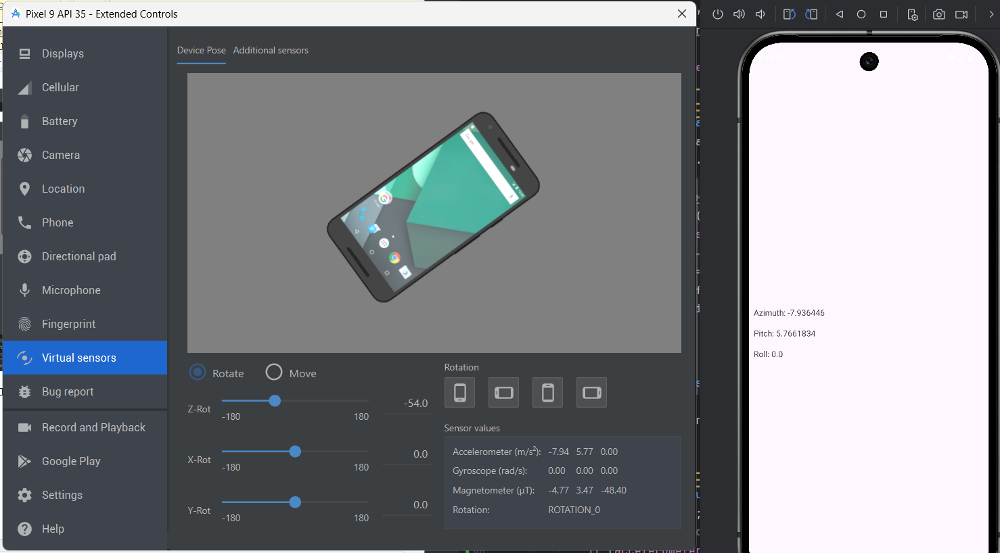 Pixel 9 API 35 - Extended Controls
Displays
Cellular
Battery
Camera
Location
Phone
Directional pad
Microphone
Fingerprint
Virtual sensors
Bug report
Record and Playback
Google Play
Settings
Help
Device Pose Additional sensors
Rotate Move
Z-Rot -54.0
-180 180
X-Rot 0.0
-180 180
Y-Rot 0.0
-180 180
Rotation
Sensor values
Accelerometer (m/s²): -7.94 5.77 0.00
Gyroscope (rad/s): 0.00 0.00 0.00
Magnetometer (μT): -4.77 3.47 -48.40
Rotation: ROTATION_0
Azimuth: -7.936446
Pitch: 5.7661834
Roll: 0.0